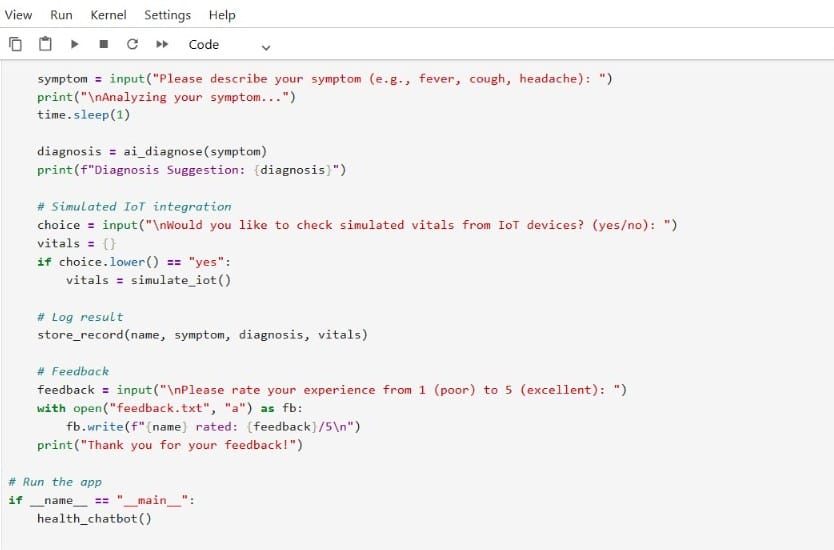 View Run Kernel Settings Help
Code
    symptom = input("Please describe your symptom (e.g., fever, cough, headache): ")
    print("\nAnalyzing your symptom...")
    time.sleep(1)

    diagnosis = ai_diagnose(symptom)
    print(f"Diagnosis Suggestion: {diagnosis}")

    # Simulated IoT integration
    choice = input("\nWould you like to check simulated vitals from IoT devices? (yes/no): ")
    vitals = {}
    if choice.lower() == "yes":
        vitals = simulate_iot()

    # Log result
    store_record(name, symptom, diagnosis, vitals)

    # Feedback
    feedback = input("\nPlease rate your experience from 1 (poor) to 5 (excellent): ")
    with open("feedback.txt", "a") as fb:
        fb.write(f"{name} rated: {feedback}/5\n")
    print("Thank you for your feedback!")

# Run the app
if __name__ == "__main__":
    health_chatbot()